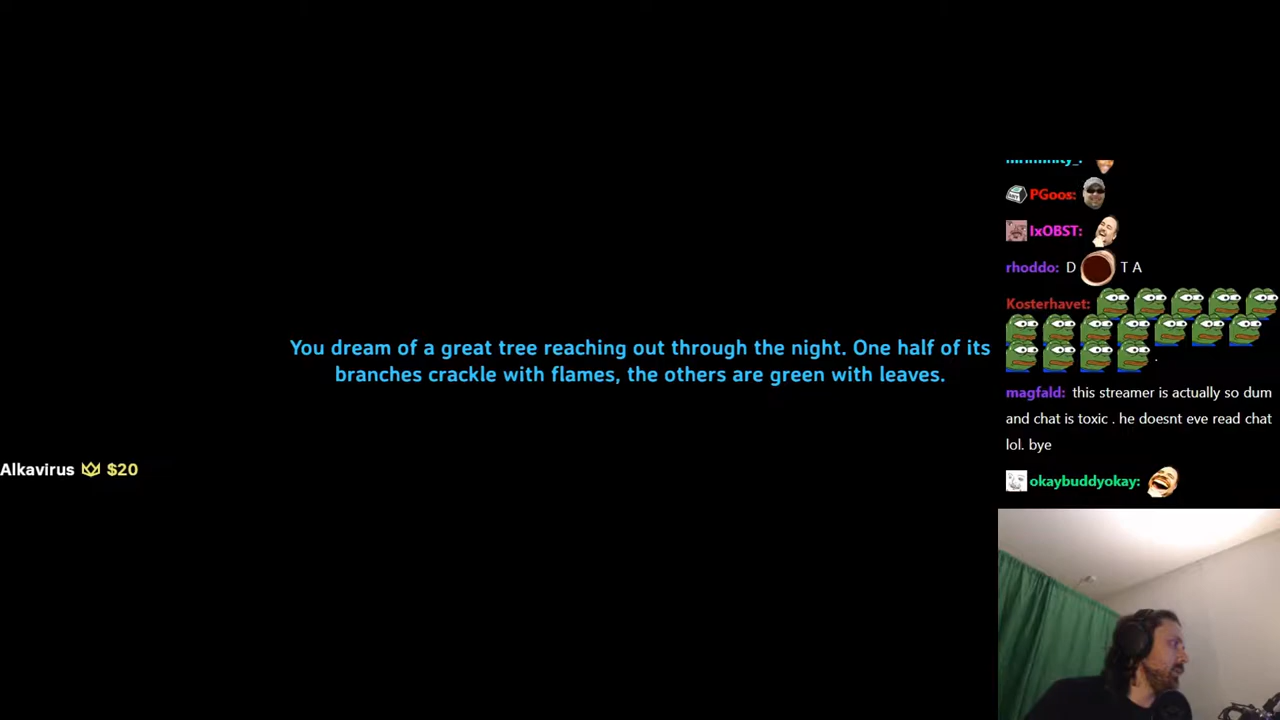 PGoos:
IxOBST:
rhoddo: D T A
Kosterhavet:
.
You dream of a great tree reaching out through the night. One half of its
branches crackle with flames, the others are green with leaves.
magfald: this streamer is actually so dum
and chat is toxic . he doesnt eve read chat
lol. bye
Alkavirus $20
okaybuddyokay: